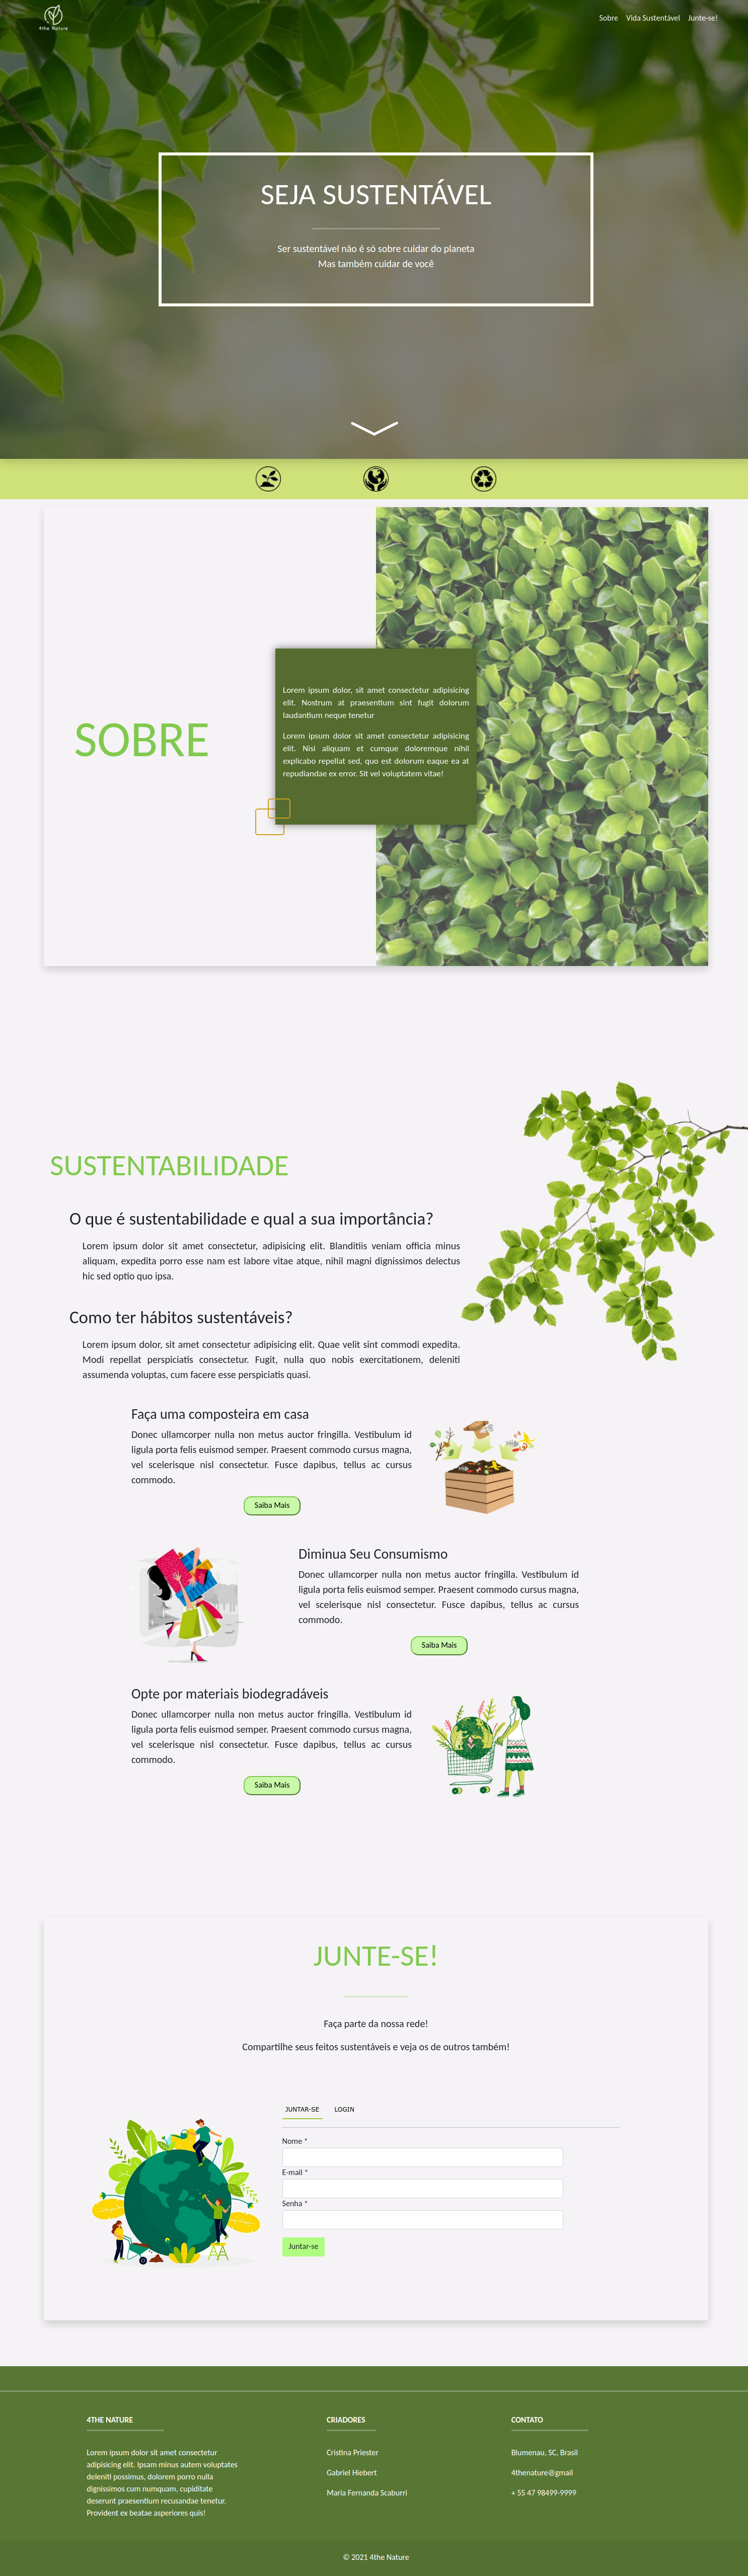 4the Nature
Sobre Vida Sustentável Junte-se!
SEJA SUSTENTÁVEL
Ser sustentável não é só sobre cuidar do planeta
Mas também cuidar de você
SOBRE
Lorem ipsum dolor, sit amet consectetur adipisicing
elit. Nostrum at praesentium sint fugit dolorum
laudantium neque tenetur
Lorem ipsum dolor sit amet consectetur adipisicing
elit. Nisi aliquam et cumque doloremque nihil
explicabo repellat sed, quo est dolorum eaque ea at
repudiandae ex error. Sit vel voluptatem vitae!
SUSTENTABILIDADE
O que é sustentabilidade e qual a sua importância?
Lorem ipsum dolor sit amet consectetur, adipisicing elit. Blanditiis veniam officia minus
aliquam, expedita porro esse nam est labore vitae atque, nihil magni dignissimos delectus
hic sed optio quo ipsa.
Como ter hábitos sustentáveis?
Lorem ipsum dolor, sit amet consectetur adipisicing elit. Quae velit sint commodi expedita.
Modi repellat perspiciatis consectetur. Fugit, nulla quo nobis exercitationem, deleniti
assumenda voluptas, cum facere esse perspiciatis quasi.
Faça uma composteira em casa
Donec ullamcorper nulla non metus auctor fringilla. Vestibulum id
ligula porta felis euismod semper. Praesent commodo cursus magna,
vel scelerisque nisl consectetur. Fusce dapibus, tellus ac cursus
commodo.
Saiba Mais
Diminua Seu Consumismo
Donec ullamcorper nulla non metus auctor fringilla. Vestibulum id
ligula porta felis euismod semper. Praesent commodo cursus magna,
vel scelerisque nisl consectetur. Fusce dapibus, tellus ac cursus
commodo.
Saiba Mais
Opte por materiais biodegradáveis
Donec ullamcorper nulla non metus auctor fringilla. Vestibulum id
ligula porta felis euismod semper. Praesent commodo cursus magna,
vel scelerisque nisl consectetur. Fusce dapibus, tellus ac cursus
commodo.
Saiba Mais
JUNTE-SE!
Faça parte da nossa rede!
Compartilhe seus feitos sustentáveis e veja os de outros também!
JUNTAR-SE LOGIN
Nome *
E-mail *
Senha *
Juntar-se
4THE NATURE
Lorem ipsum dolor sit amet consectetur
adipisicing elit. Ipsam minus autem voluptates
deleniti possimus, dolorem porro nulla
dignissimos cum numquam, cupiditate
deserunt praesentium recusandae tenetur.
Provident ex beatae asperiores quis!
CRIADORES
Cristina Priester
Gabriel Hiebert
Maria Fernanda Scaburri
CONTATO
Blumenau, SC, Brasil
4thenature@gmail
+ 55 47 98499-9999
© 2021 4the Nature